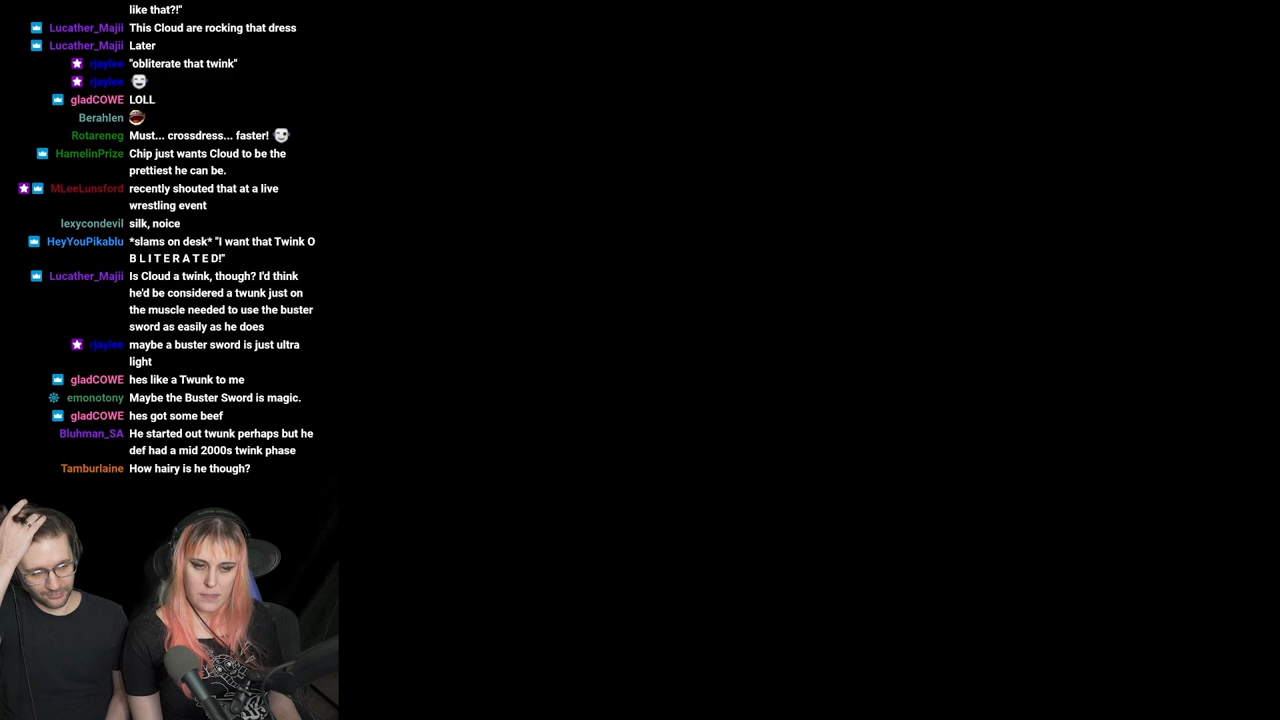 like that?!"
Lucather_Majii This Cloud are rocking that dress
Lucather_Majii Later
rjaylee "obliterate that twink"
rjaylee
gladCOWE LOLL
Berahlen
Rotareneg Must... crossdress... faster!
HamelinPrize Chip just wants Cloud to be the
prettiest he can be.
MLeeLunsford recently shouted that at a live
wrestling event
lexycondevil silk, noice
HeyYouPikablu *slams on desk* "I want that Twink O
B L I T E R A T E D!"
Lucather_Majii Is Cloud a twink, though? I'd think
he'd be considered a twunk just on
the muscle needed to use the buster
sword as easily as he does
rjaylee maybe a buster sword is just ultra
light
gladCOWE hes like a Twunk to me
emonotony Maybe the Buster Sword is magic.
gladCOWE hes got some beef
Bluhman_SA He started out twunk perhaps but he
def had a mid 2000s twink phase
Tamburlaine How hairy is he though?